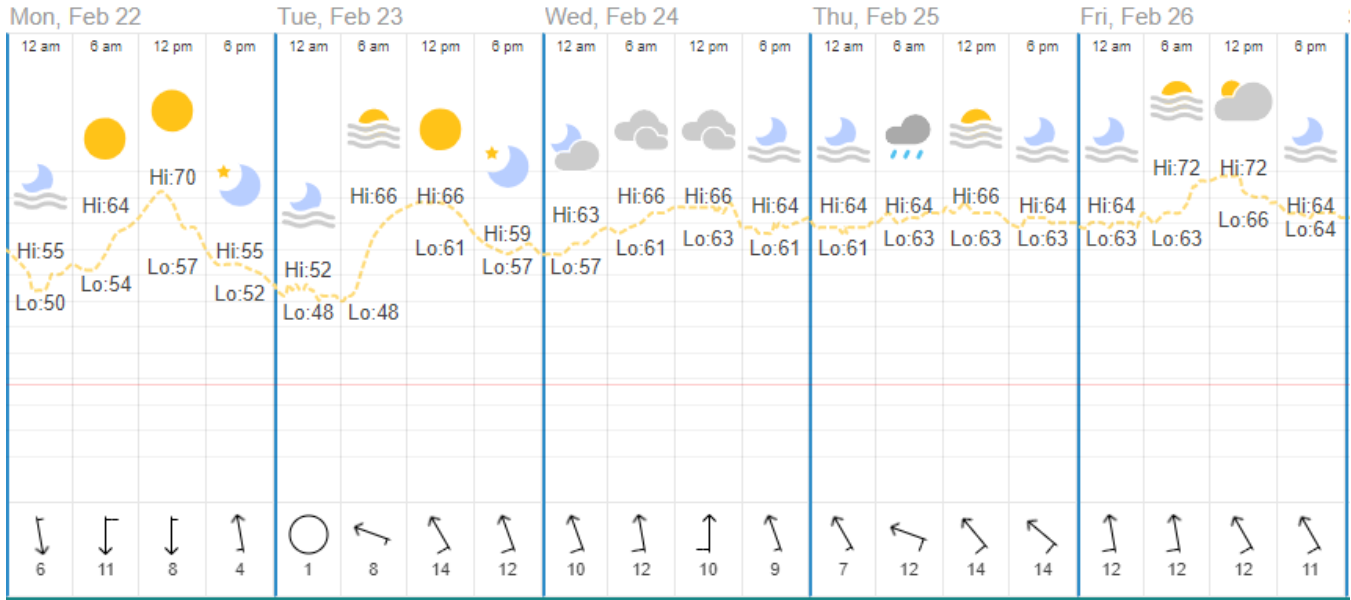 Mon, Feb 22 Tue, Feb 23 Wed, Feb 24 Thu, Feb 25 Fri, Feb 26
12 am 6 am 12 pm 6 pm 12 am 6 am 12 pm 6 pm 12 am 6 am 12 pm 6 pm 12 am 6 am 12 pm 6 pm 12 am 6 am 12 pm 6 pm
Hi:55 Hi:64 Hi:70 Hi:55 Hi:52 Hi:66 Hi:66 Hi:59 Hi:63 Hi:66 Hi:66 Hi:64 Hi:64 Hi:64 Hi:66 Hi:64 Hi:64 Hi:72 Hi:72 Hi:64
Lo:50 Lo:54 Lo:57 Lo:52 Lo:48 Lo:48 Lo:61 Lo:57 Lo:57 Lo:61 Lo:63 Lo:61 Lo:61 Lo:63 Lo:63 Lo:63 Lo:63 Lo:63 Lo:66 Lo:64
6 11 8 4 1 8 14 12 10 12 10 9 7 12 14 14 12 12 12 11